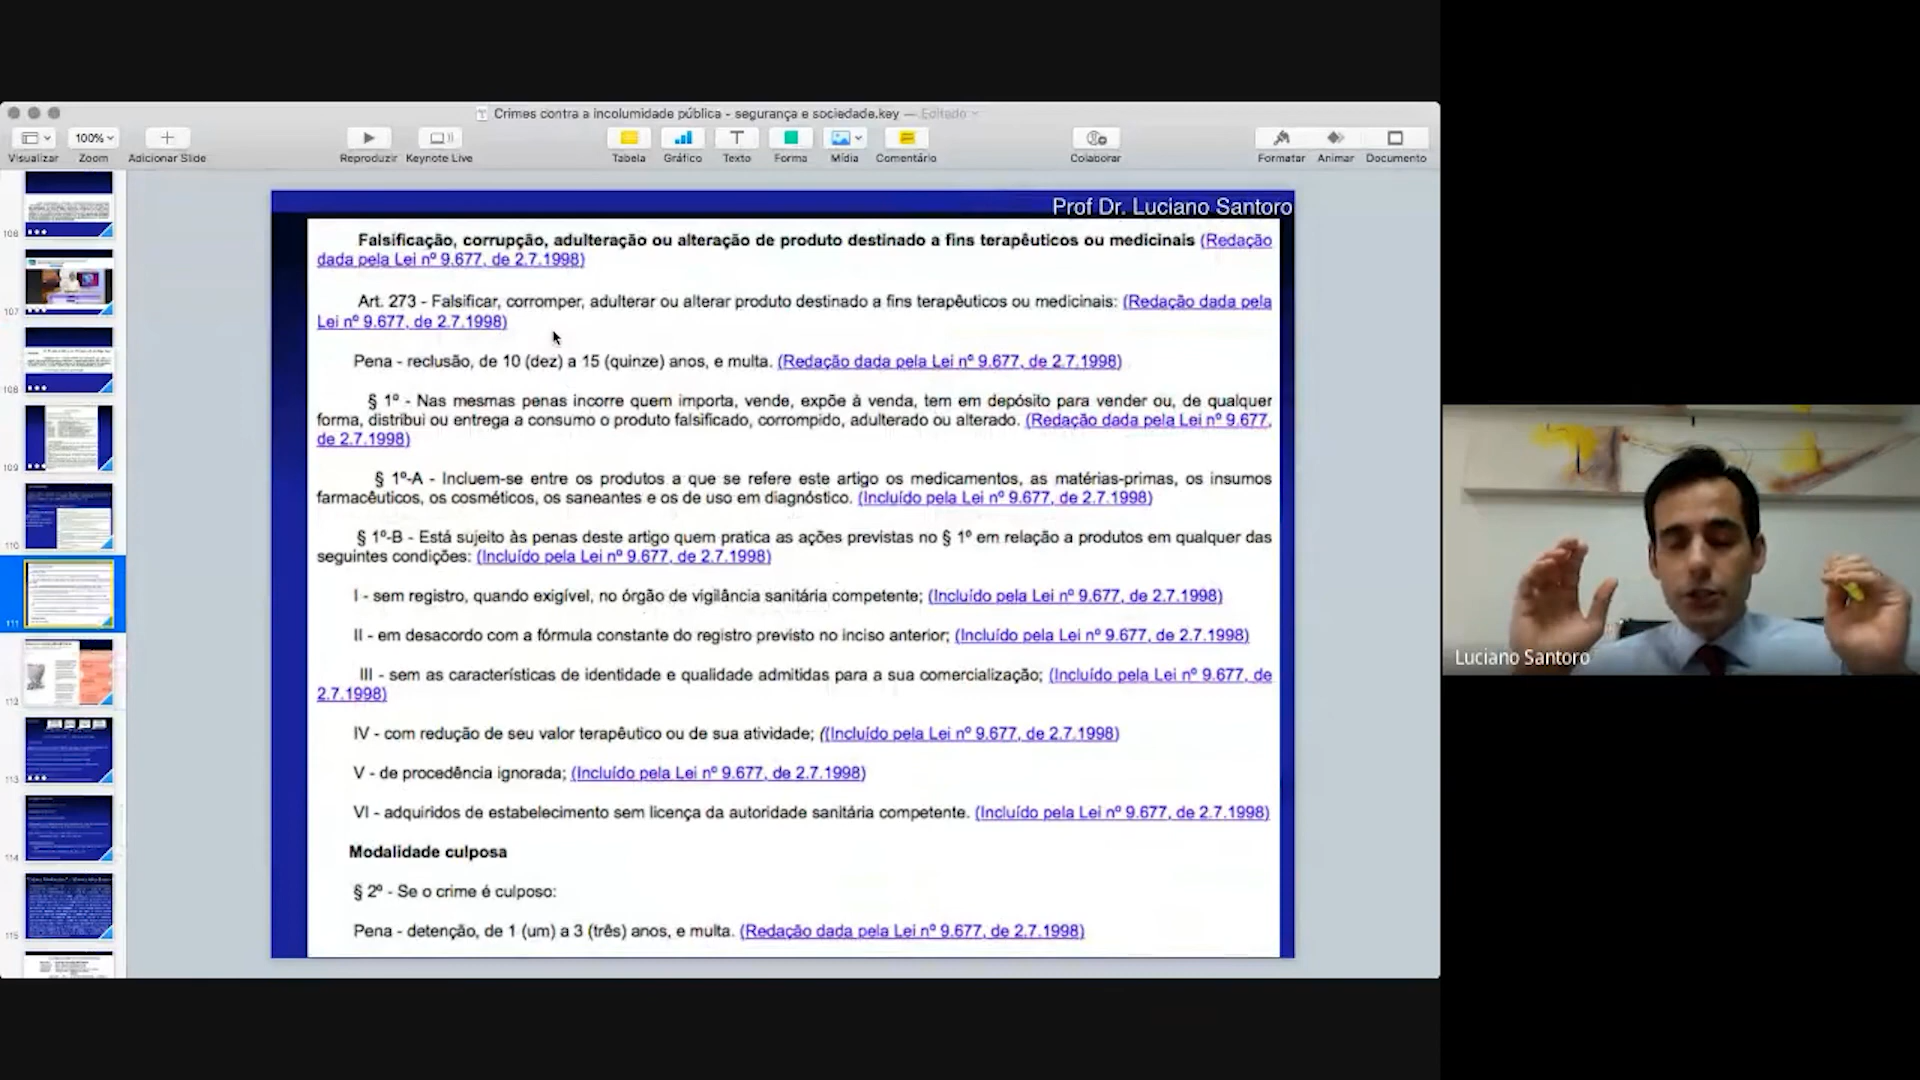 Crimes contra a incolumidade pública - segurança e sociedade.key — Editado
100%
Visualizar Zoom Adicionar Slide Reproduzir Keynote Live Tabela Gráfico Texto Forma Mídia Comentário Colaborar Formatar Animar Documento
Prof Dr. Luciano Santoro
Falsificação, corrupção, adulteração ou alteração de produto destinado a fins terapêuticos ou medicinais (Redação
dada pela Lei nº 9.677, de 2.7.1998)
Art. 273 - Falsificar, corromper, adulterar ou alterar produto destinado a fins terapêuticos ou medicinais: (Redação dada pela
Lei nº 9.677, de 2.7.1998)
Pena - reclusão, de 10 (dez) a 15 (quinze) anos, e multa. (Redação dada pela Lei nº 9.677, de 2.7.1998)
§ 1º - Nas mesmas penas incorre quem importa, vende, expõe à venda, tem em depósito para vender ou, de qualquer
forma, distribui ou entrega a consumo o produto falsificado, corrompido, adulterado ou alterado. (Redação dada pela Lei nº 9.677,
de 2.7.1998)
§ 1º-A - Incluem-se entre os produtos a que se refere este artigo os medicamentos, as matérias-primas, os insumos
farmacêuticos, os cosméticos, os saneantes e os de uso em diagnóstico. (Incluído pela Lei nº 9.677, de 2.7.1998)
§ 1º-B - Está sujeito às penas deste artigo quem pratica as ações previstas no § 1º em relação a produtos em qualquer das
seguintes condições: (Incluído pela Lei nº 9.677, de 2.7.1998)
I - sem registro, quando exigível, no órgão de vigilância sanitária competente; (Incluído pela Lei nº 9.677, de 2.7.1998)
II - em desacordo com a fórmula constante do registro previsto no inciso anterior; (Incluído pela Lei nº 9.677, de 2.7.1998)
III - sem as características de identidade e qualidade admitidas para a sua comercialização; (Incluído pela Lei nº 9.677, de
2.7.1998)
IV - com redução de seu valor terapêutico ou de sua atividade; ((Incluído pela Lei nº 9.677, de 2.7.1998)
V - de procedência ignorada; (Incluído pela Lei nº 9.677, de 2.7.1998)
VI - adquiridos de estabelecimento sem licença da autoridade sanitária competente. (Incluído pela Lei nº 9.677, de 2.7.1998)
Modalidade culposa
§ 2º - Se o crime é culposo:
Pena - detenção, de 1 (um) a 3 (três) anos, e multa. (Redação dada pela Lei nº 9.677, de 2.7.1998)
106
107
108
109
110
111
112
113
114
115
Luciano Santoro